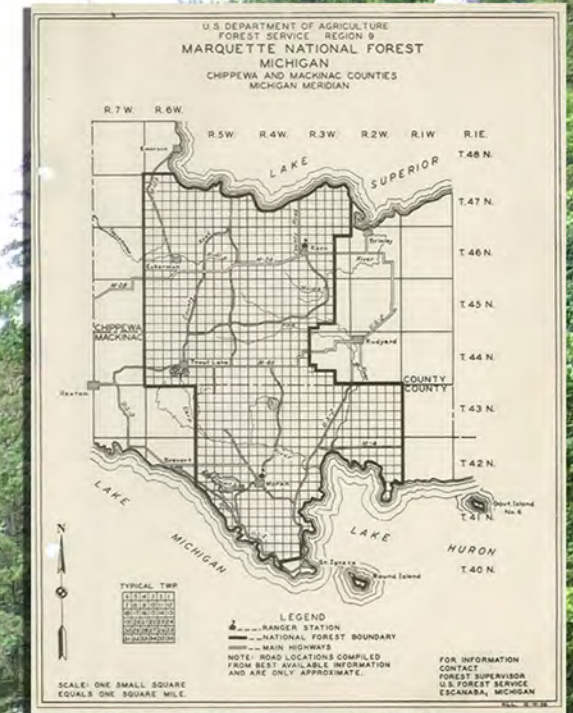 U.S. DEPARTMENT OF AGRICULTURE
FOREST SERVICE REGION 9
MARQUETTE NATIONAL FOREST
MICHIGAN
CHIPPEWA AND MACKINAC COUNTIES
MICHIGAN MERIDIAN
R. 7 W. R. 6W.
R. 5W. R. 4W. R. 3W. R. 2W. R. 1W R. 1E.
Emerson
LAKE SUPERIOR
T. 48 N.
T. 47 N.
Brimley
T. 46 N.
Eckerman
Raco
River
M-28
T. 45 N.
CHIPPEWA
MACKINAC
Rudyard
T. 44 N.
Trout Lake
COUNTY
COUNTY
T. 43 N.
Brevort
T. 42 N.
Moran
LAKE MICHIGAN
Govt. Island
No. 6
T. 41 N.
LAKE HURON
St. Ignace
Round Island
T. 40 N.
N
TYPICAL TWP.
LEGEND
RANGER STATION
NATIONAL FOREST BOUNDARY
MAIN HIGHWAYS
NOTE: ROAD LOCATIONS COMPILED
FROM BEST AVAILABLE INFORMATION
AND ARE ONLY APPROXIMATE.
SCALE: ONE SMALL SQUARE
EQUALS ONE SQUARE MILE.
FOR INFORMATION
CONTACT
FOREST SUPERVISOR
U.S. FOREST SERVICE
ESCANABA, MICHIGAN